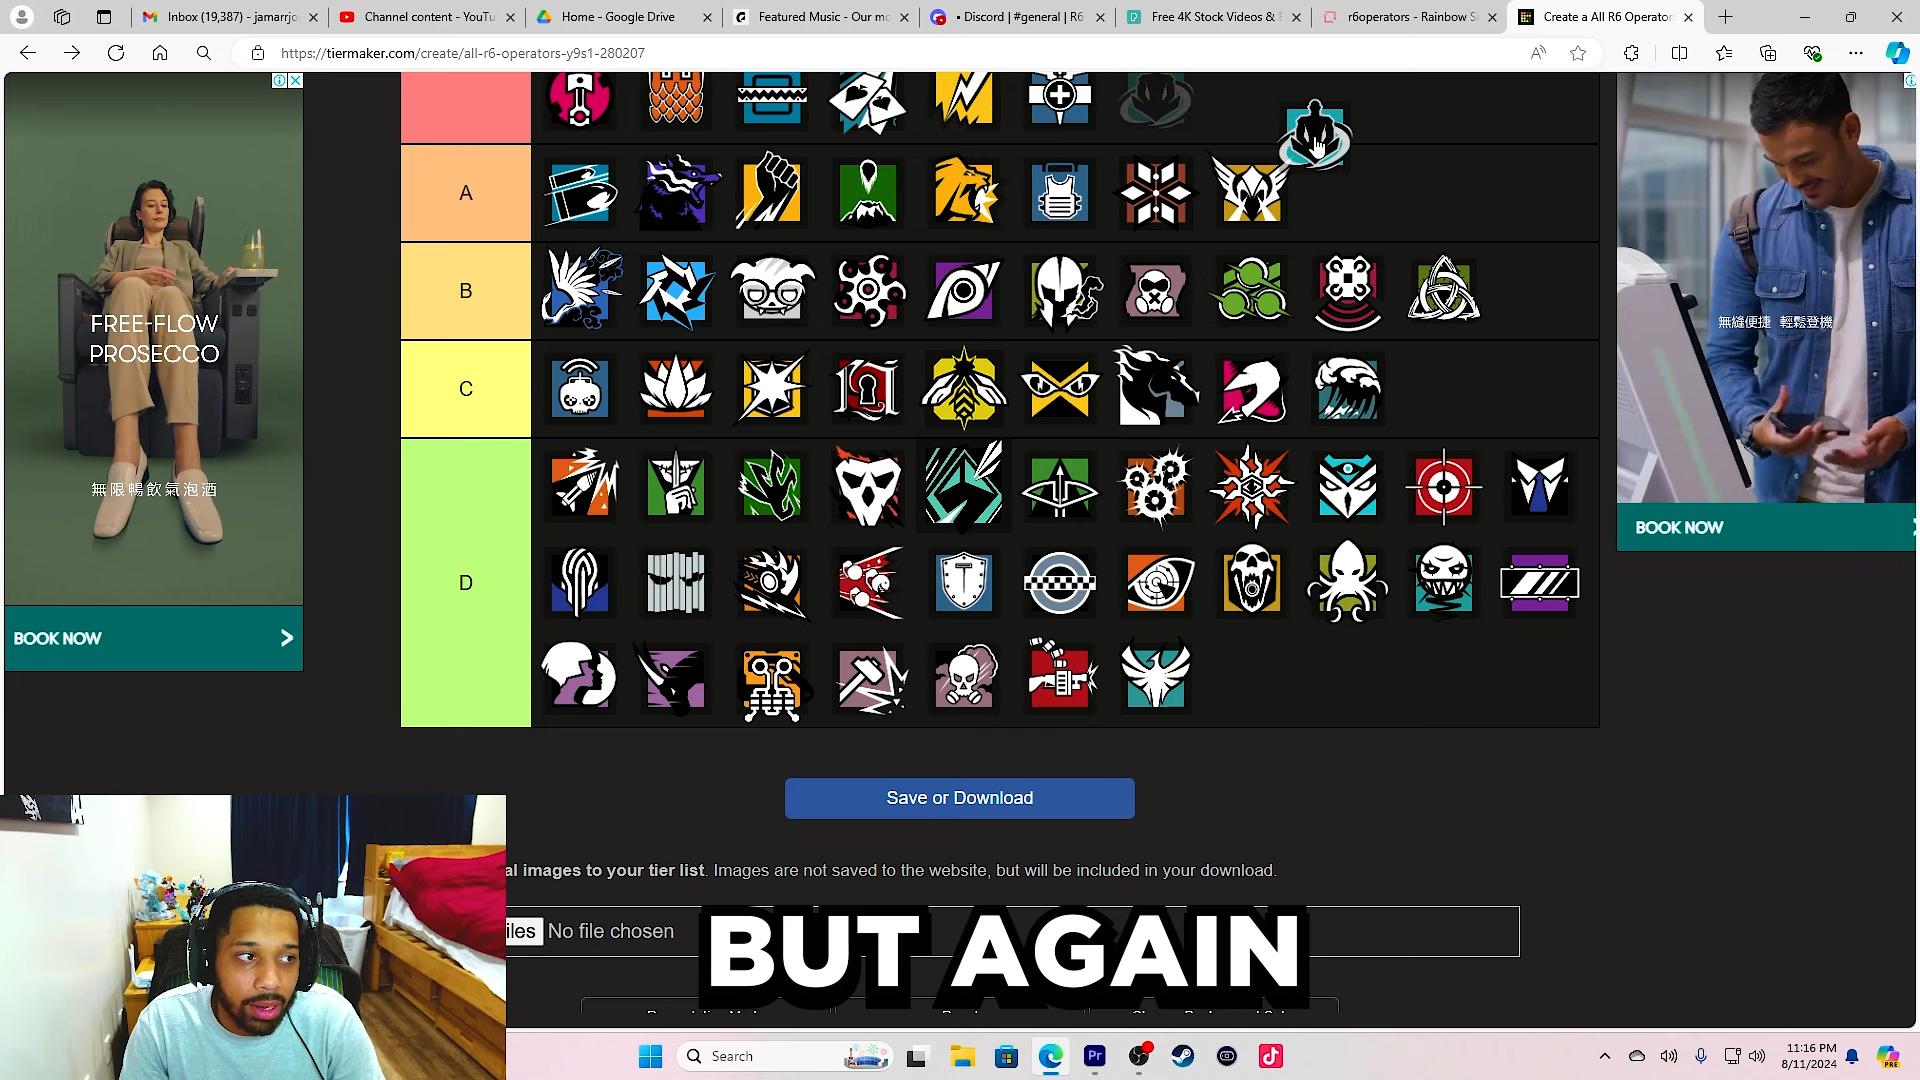 Inbox (19,387) - jamarrjo
Channel content - YouTu
Home - Google Drive
Featured Music - Our mo
• Discord | #general | R6
Free 4K Stock Videos & F
r6operators - Rainbow Si
Create a All R6 Operator
https://tiermaker.com/create/all-r6-operators-y9s1-280207
A
B
C
D
D
FREE-FLOW
PROSECCO
無限暢飲氣泡酒
BOOK NOW
無縫便捷 輕鬆登機
BOOK NOW
Save or Download
al images to your tier list. Images are not saved to the website, but will be included in your download.
iles No file chosen
BUT AGAIN
Search
Pr
11:16 PM
8/11/2024
PRE